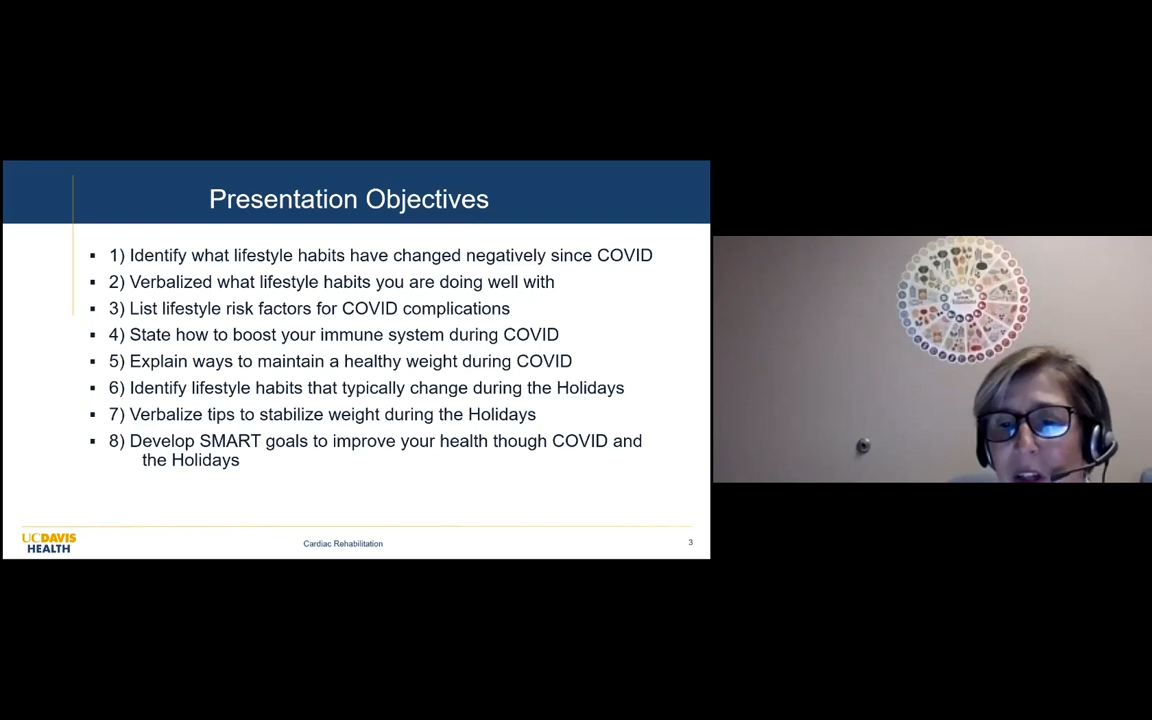 Presentation Objectives
▪ 1) Identify what lifestyle habits have changed negatively since COVID
▪ 2) Verbalized what lifestyle habits you are doing well with
▪ 3) List lifestyle risk factors for COVID complications
▪ 4) State how to boost your immune system during COVID
▪ 5) Explain ways to maintain a healthy weight during COVID
▪ 6) Identify lifestyle habits that typically change during the Holidays
▪ 7) Verbalize tips to stabilize weight during the Holidays
▪ 8) Develop SMART goals to improve your health though COVID and
the Holidays
UCDAVIS
HEALTH
Cardiac Rehabilitation
3